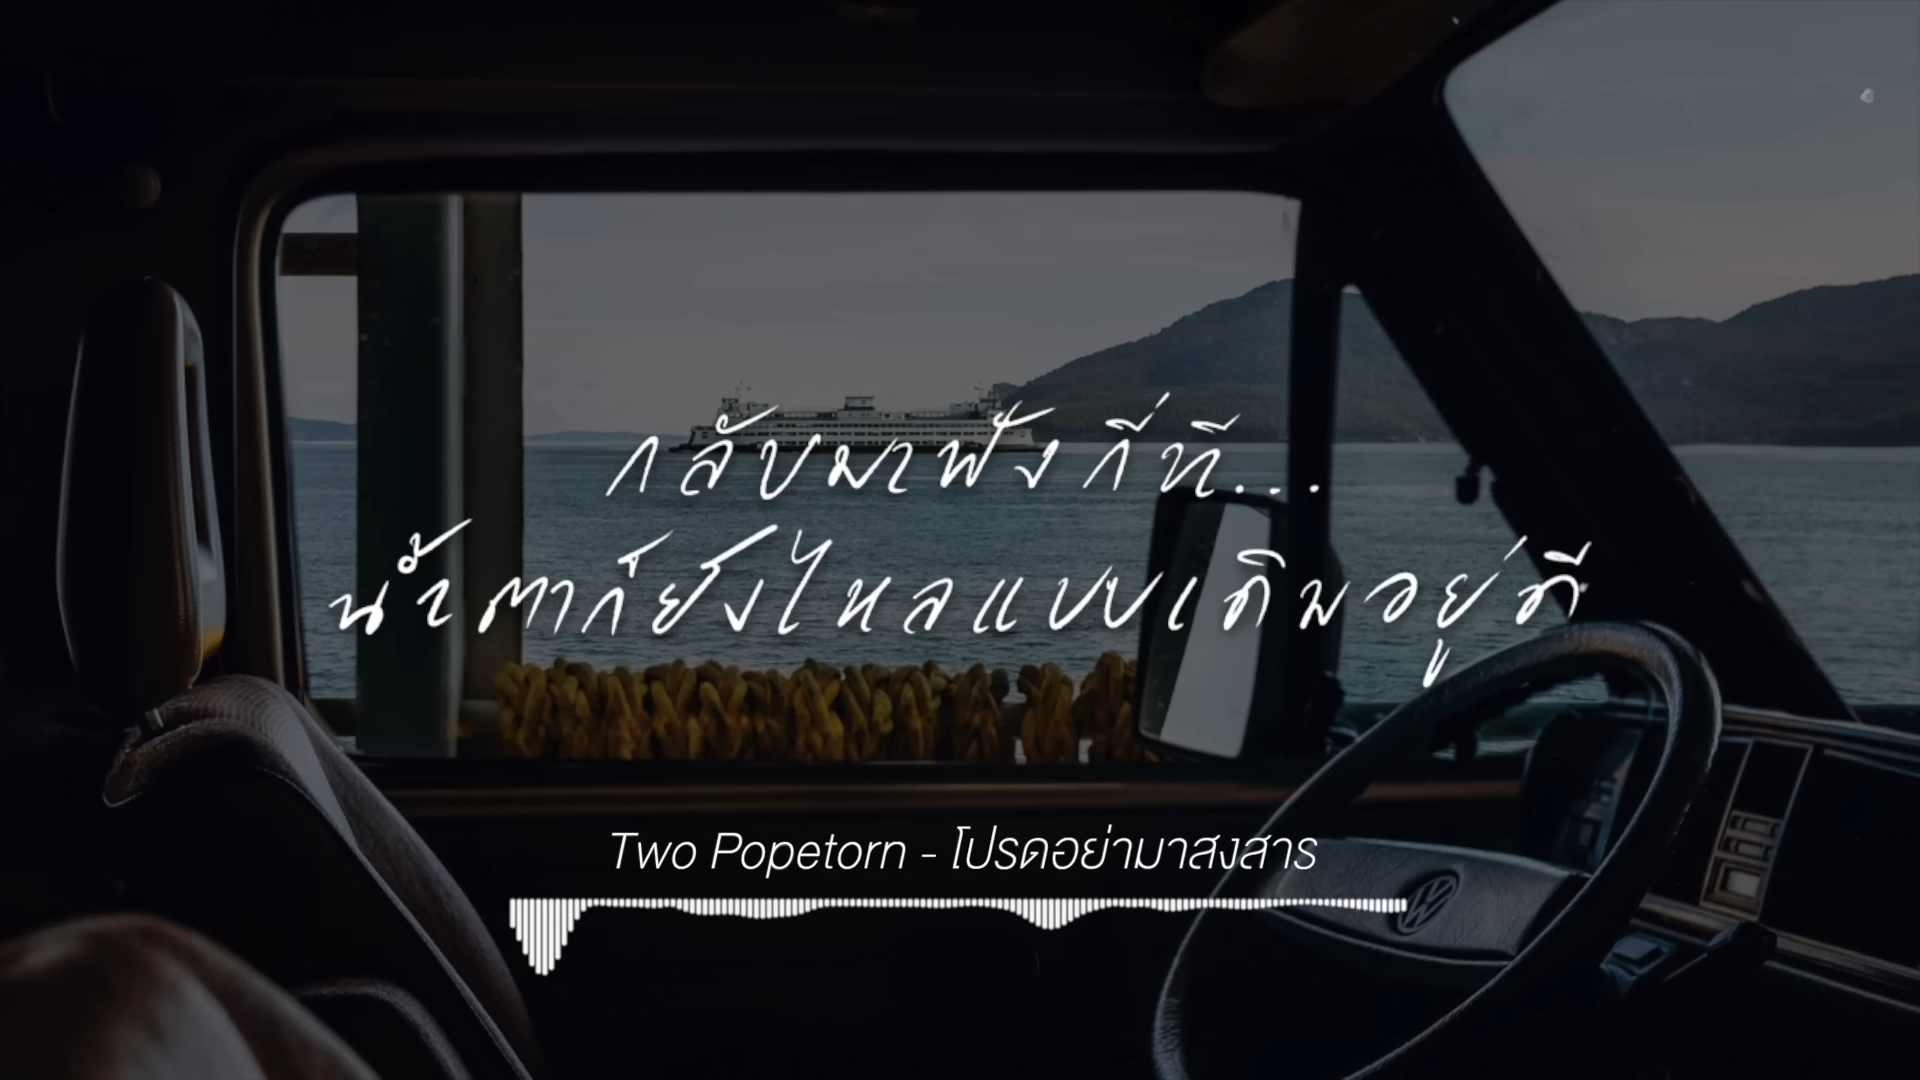 กลับมาฟังกี่ที...
น้ำตาก็ยังไหลแบบเดิมอยู่ดี
Two Popetorn - โปรดอย่ามาสงสาร